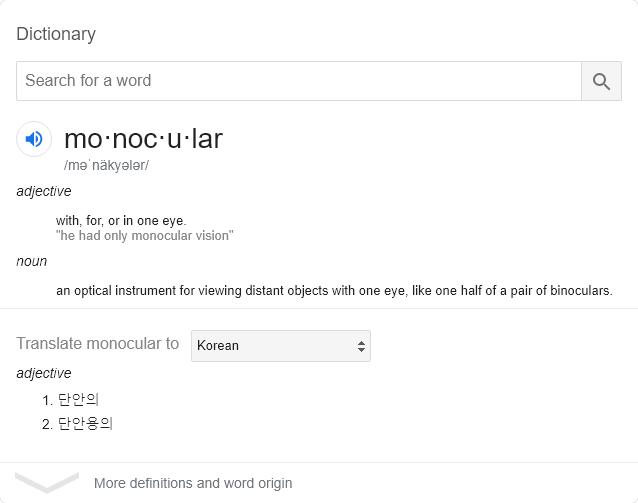 Dictionary
Search for a word
mo·noc·u·lar
/məˈnäkyələr/
adjective
with, for, or in one eye.
"he had only monocular vision"
noun
an optical instrument for viewing distant objects with one eye, like one half of a pair of binoculars.
Translate monocular to Korean
adjective
1. 단안의
2. 단안용의
More definitions and word origin